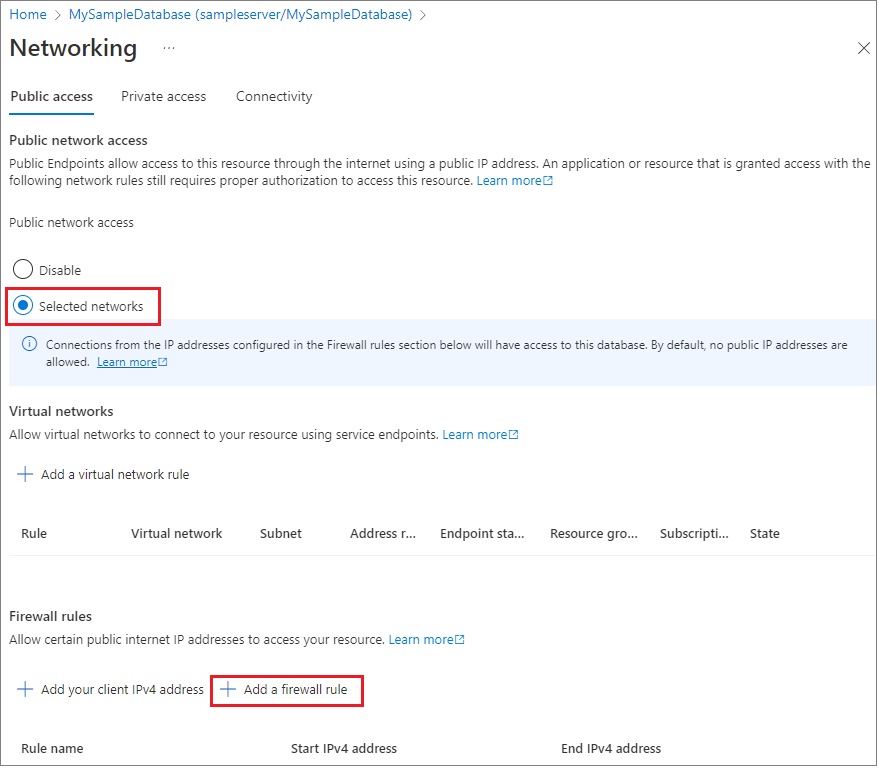 Home > MySampleDatabase (sampleserver/MySampleDatabase) >
Networking ...
Public access Private access Connectivity
Public network access
Public Endpoints allow access to this resource through the internet using a public IP address. An application or resource that is granted access with the
following network rules still requires proper authorization to access this resource. Learn more
Public network access
Disable
Selected networks
Connections from the IP addresses configured in the Firewall rules section below will have access to this database. By default, no public IP addresses are
allowed. Learn more
Virtual networks
Allow virtual networks to connect to your resource using service endpoints. Learn more
+ Add a virtual network rule
Rule Virtual network Subnet Address r... Endpoint sta... Resource gro... Subscripti... State
Firewall rules
Allow certain public internet IP addresses to access your resource. Learn more
+ Add your client IPv4 address + Add a firewall rule
Rule name Start IPv4 address End IPv4 address